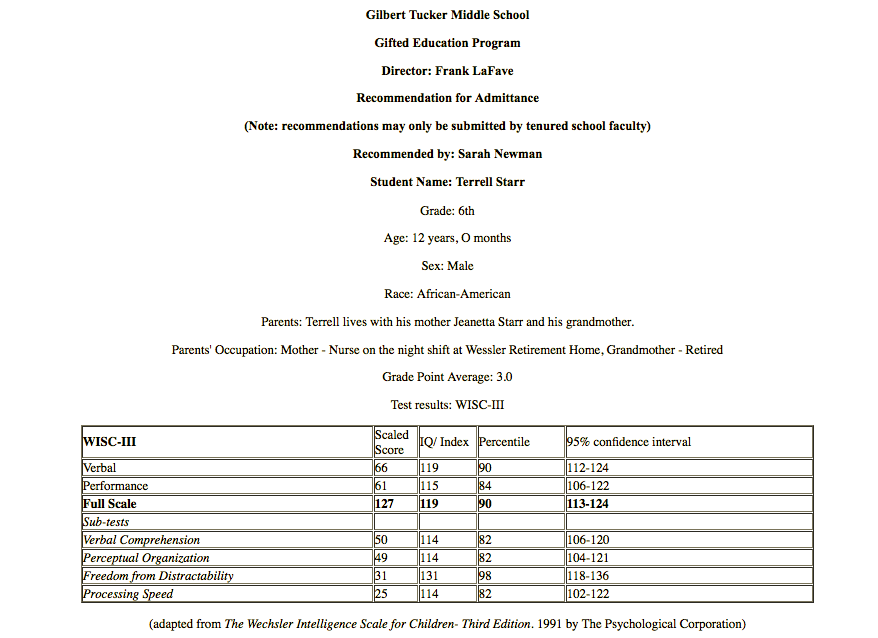 Gilbert Tucker Middle School
Gifted Education Program
Director: Frank LaFave
Recommendation for Admittance
(Note: recommendations may only be submitted by tenured school faculty)
Recommended by: Sarah Newman
Student Name: Terrell Starr
Grade: 6th
Age: 12 years, O months
Sex: Male
Race: African-American
Parents: Terrell lives with his mother Jeanetta Starr and his grandmother.
Parents' Occupation: Mother - Nurse on the night shift at Wessler Retirement Home, Grandmother - Retired
Grade Point Average: 3.0
Test results: WISC-III
WISC-III Scaled Score IQ/ Index Percentile 95% confidence interval
Verbal 66 119 90 112-124
Performance 61 115 84 106-122
Full Scale 127 119 90 113-124
Sub-tests
Verbal Comprehension 50 114 82 106-120
Perceptual Organization 49 114 82 104-121
Freedom from Distractability 31 131 98 118-136
Processing Speed 25 114 82 102-122
(adapted from The Wechsler Intelligence Scale for Children- Third Edition. 1991 by The Psychological Corporation)